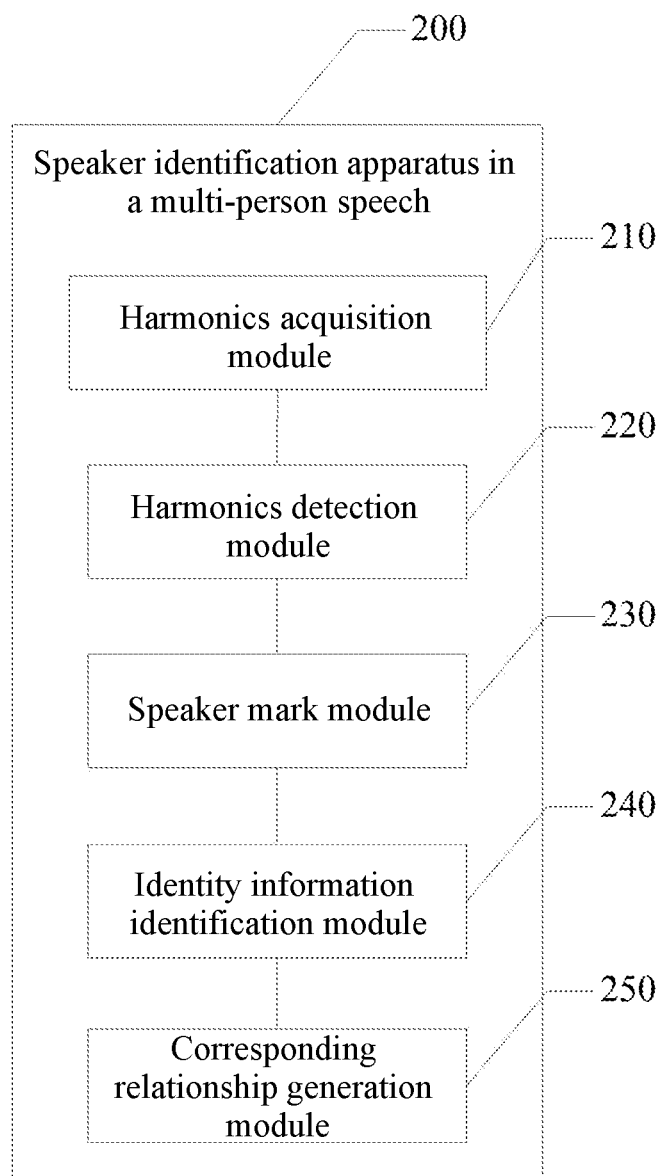 200
Speaker identification apparatus in
a multi-person speech
210
Harmonics acquisition
module
220
Harmonics detection
module
230
Speaker mark module
240
Identity information
identification module
250
Corresponding
relationship generation
module